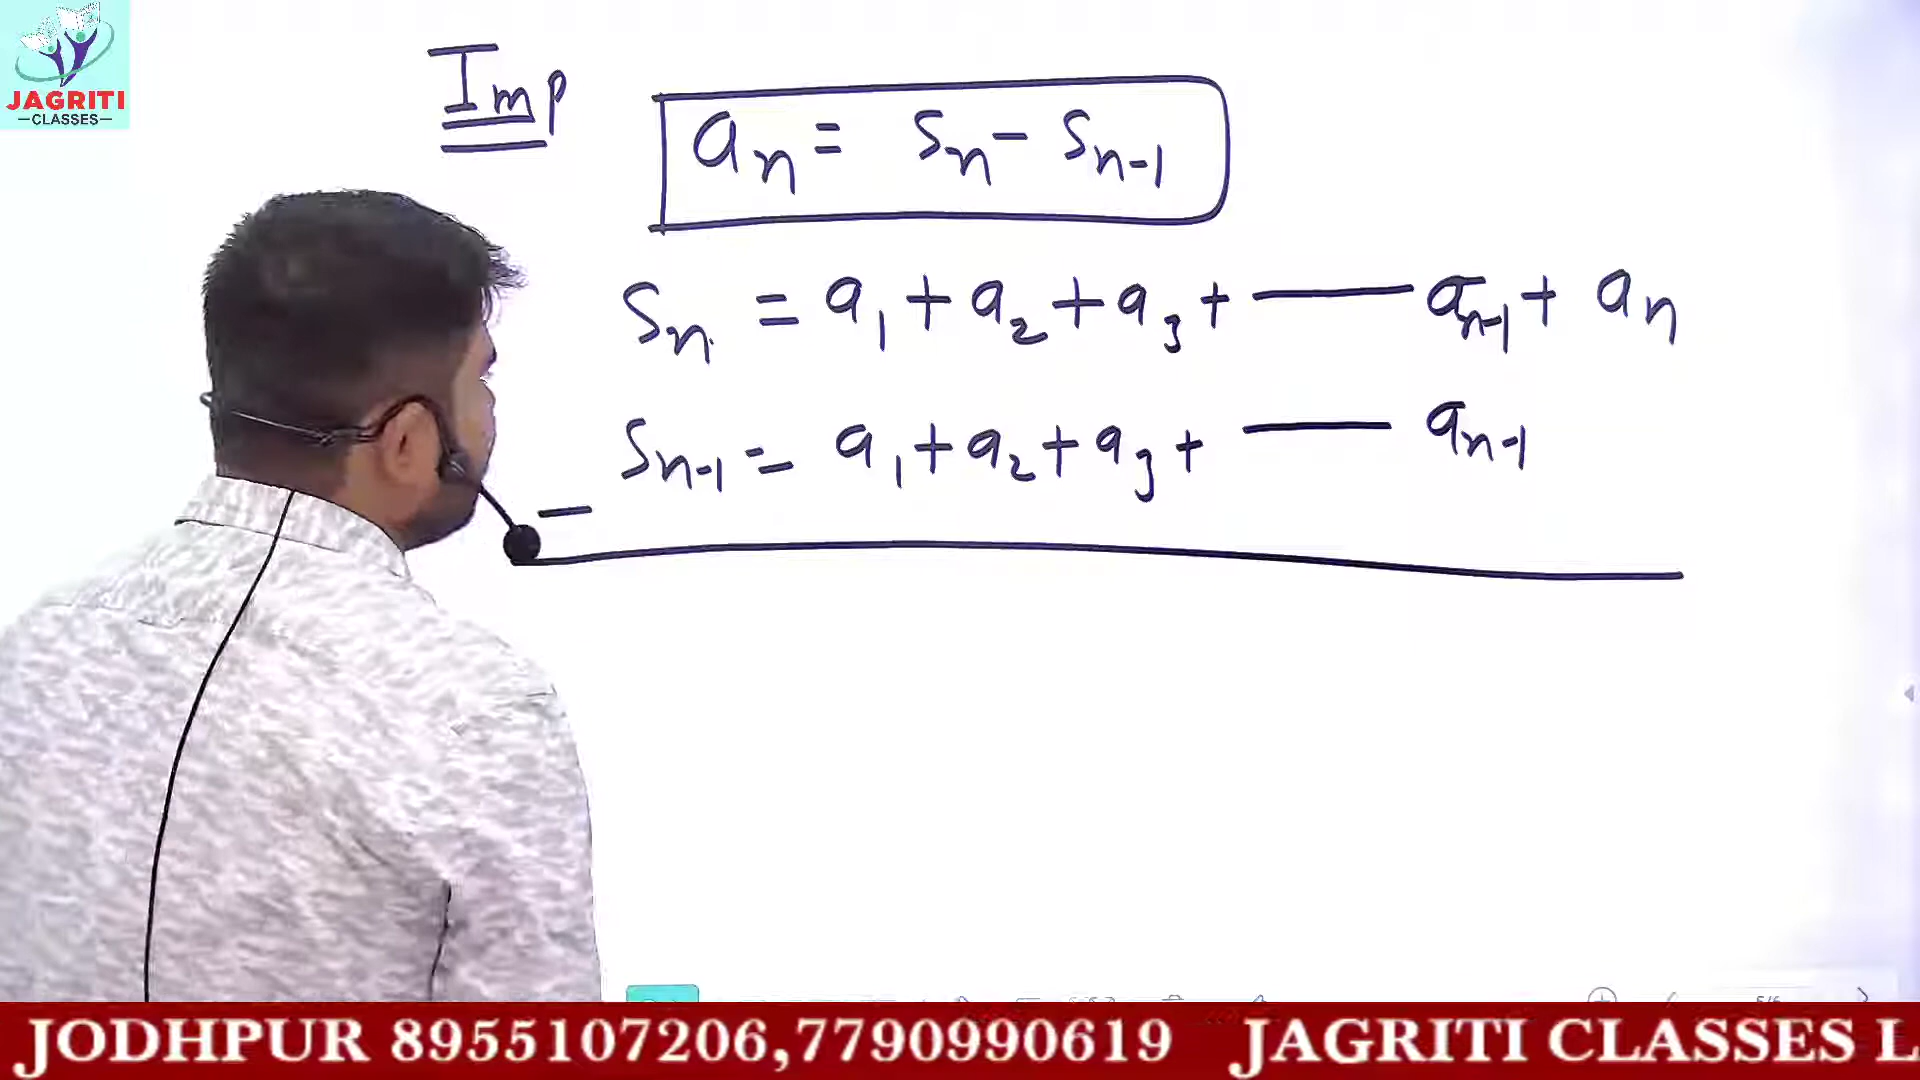 JAGRITI
—CLASSES—
Imp
aₙ = Sₙ - Sₙ₋₁
Sₙ = a₁ + a₂ + a₃ + —— aₙ₋₁ + aₙ
Sₙ₋₁ = a₁ + a₂ + a₃ + —— aₙ₋₁
—
JODHPUR 8955107206,7790990619 JAGRITI CLASSES L